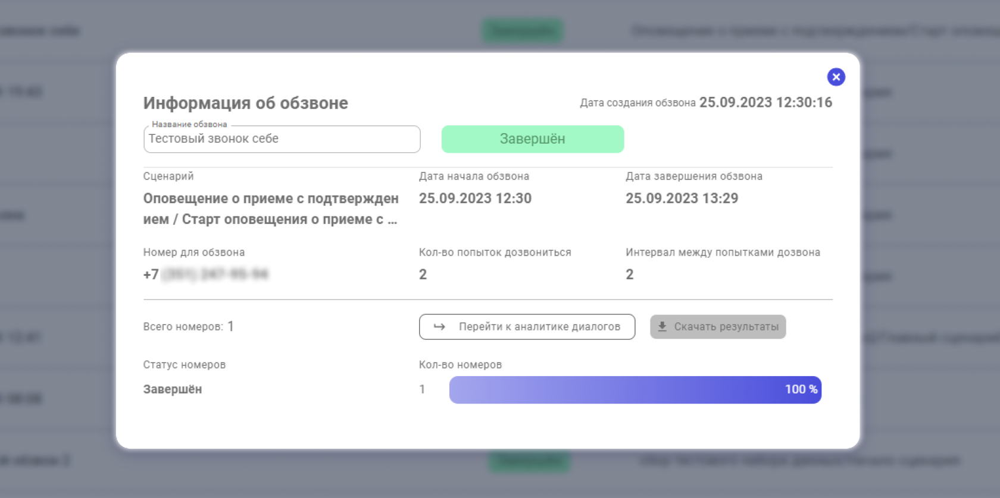 Информация об обзвоне
Дата создания обзвона 25.09.2023 12:30:16
Название обзвона
Тестовый звонок себе
Завершён
Сценарий
Дата начала обзвона
Дата завершения обзвона
Оповещение о приеме с подтвержден
ием / Старт оповещения о приеме с ...
25.09.2023 12:30
25.09.2023 13:29
Номер для обзвона
Кол-во попыток дозвониться
Интервал между попытками дозвона
+7
2
2
Всего номеров: 1
Перейти к аналитике диалогов
Скачать результаты
Статус номеров
Кол-во номеров
Завершён
1
100 %